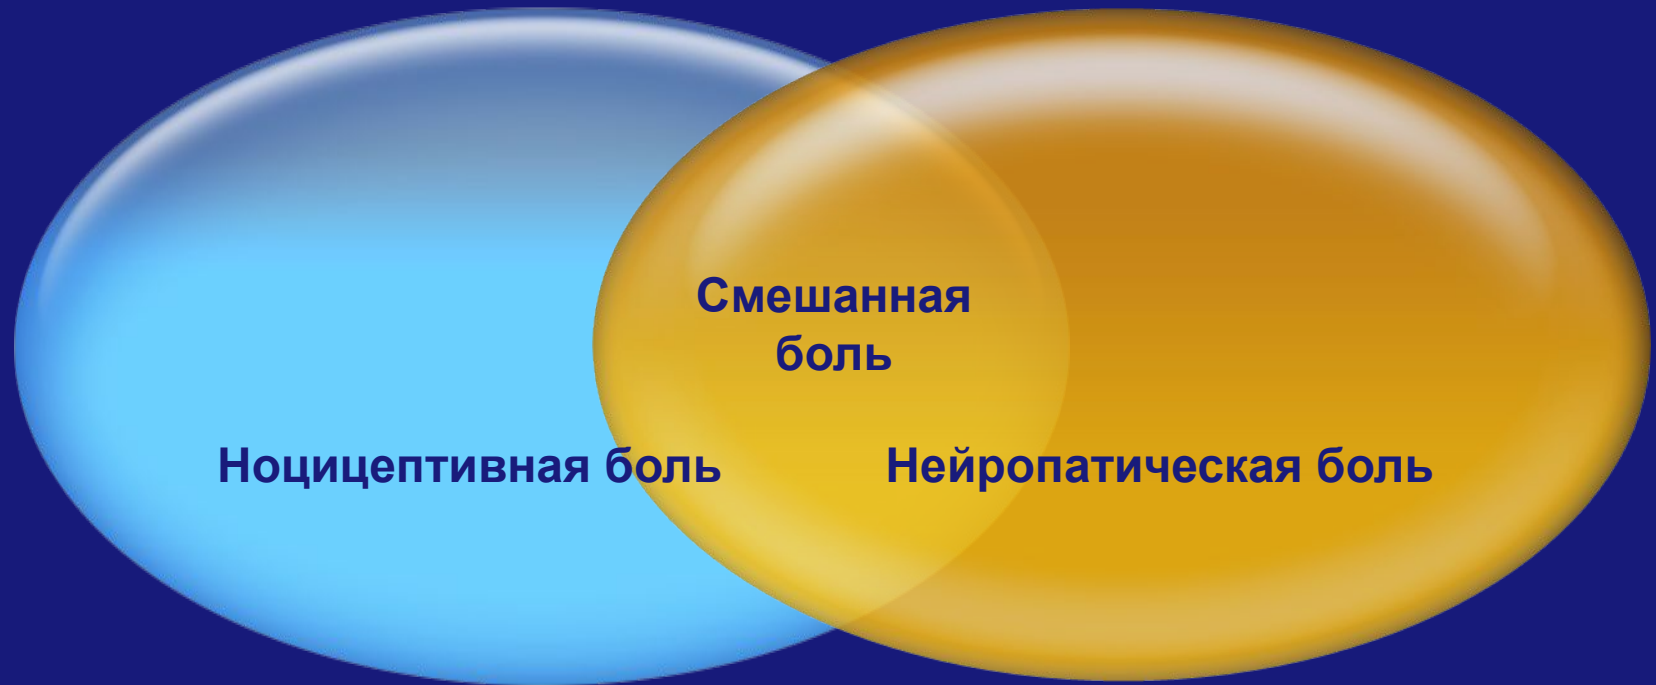 Смешанная
боль
Ноцицептивная боль
Нейропатическая боль